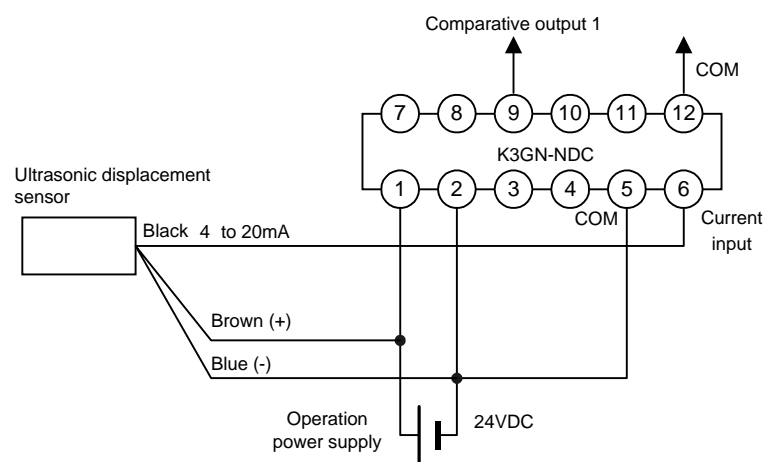 Comparative output 1
COM
7 8 9 10 11 12
K3GN-NDC
Ultrasonic displacement
sensor
1 2 3 4 5 6
COM
Current
input
Black 4 to 20mA
Brown (+)
Blue (-)
Operation
power supply
24VDC